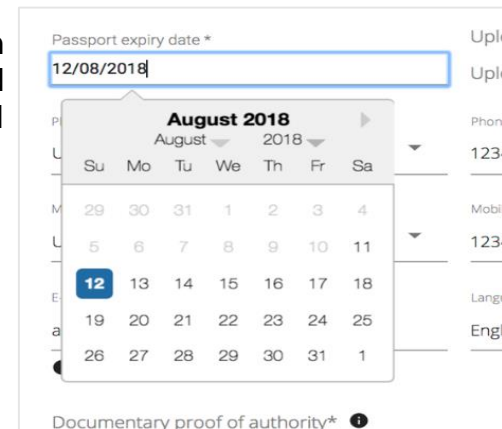 Passport expiry date *
12/08/2018
August 2018
August 2018
Su Mo Tu We Th Fr Sa
29 30 31 1 2 3 4
5 6 7 8 9 10 11
12 13 14 15 16 17 18
19 20 21 22 23 24 25
26 27 28 29 30 31 1
Documentary proof of authority*